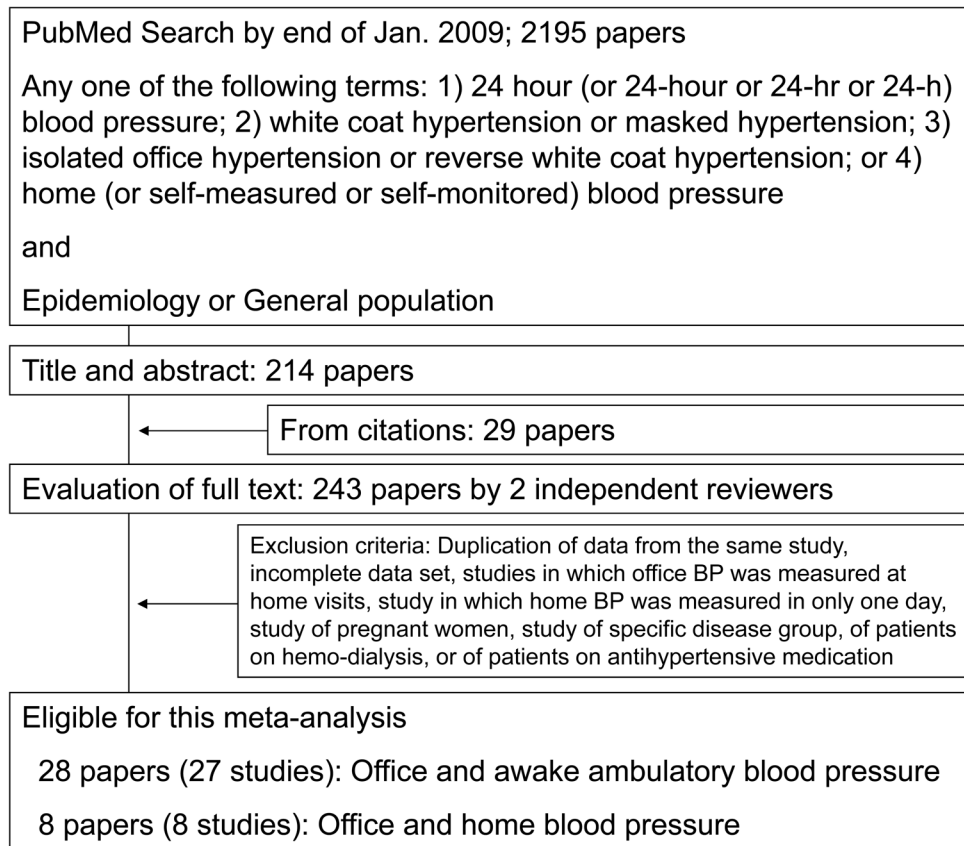 PubMed Search by end of Jan. 2009; 2195 papers
Any one of the following terms: 1) 24 hour (or 24-hour or 24-hr or 24-h)
blood pressure; 2) white coat hypertension or masked hypertension; 3)
isolated office hypertension or reverse white coat hypertension; or 4)
home (or self-measured or self-monitored) blood pressure
and
Epidemiology or General population
Title and abstract: 214 papers
From citations: 29 papers
Evaluation of full text: 243 papers by 2 independent reviewers
Exclusion criteria: Duplication of data from the same study,
incomplete data set, studies in which office BP was measured at
home visits, study in which home BP was measured in only one day,
study of pregnant women, study of specific disease group, of patients
on hemo-dialysis, or of patients on antihypertensive medication
Eligible for this meta-analysis
28 papers (27 studies): Office and awake ambulatory blood pressure
8 papers (8 studies): Office and home blood pressure